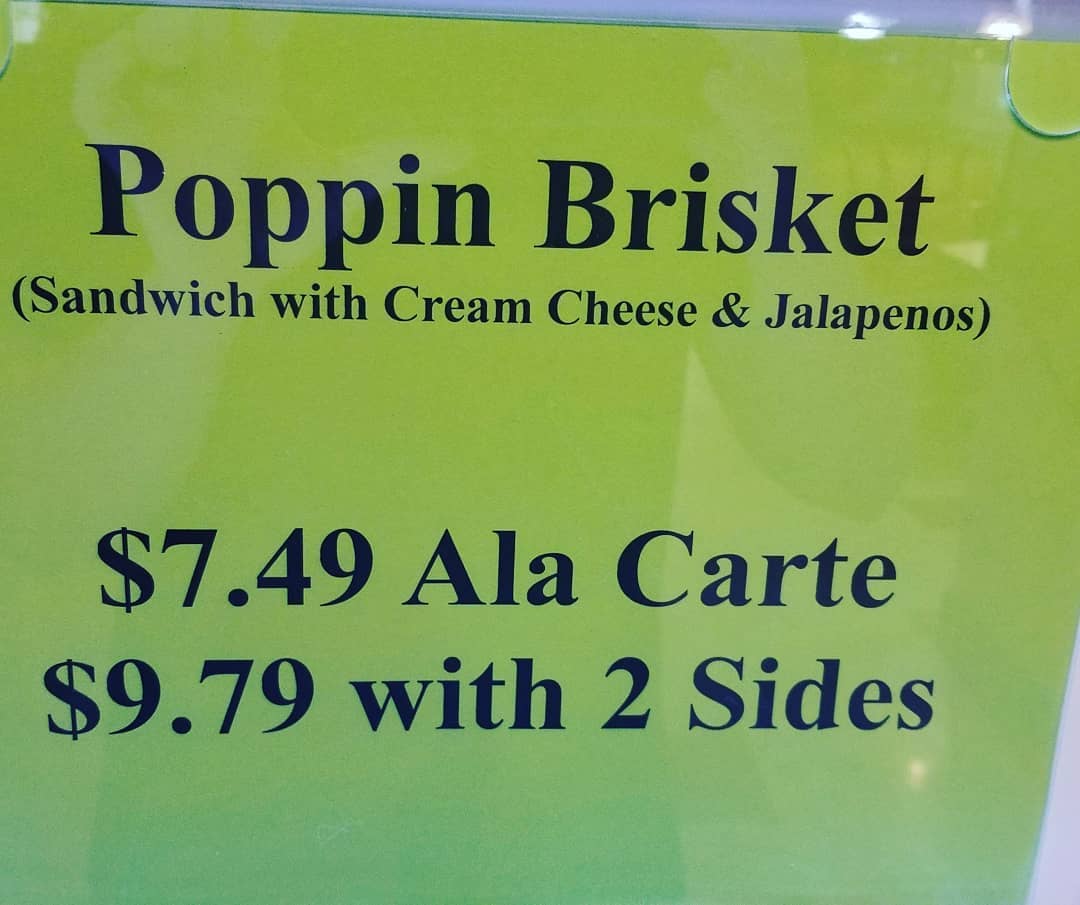 Poppin Brisket
(Sandwich with Cream Cheese & Jalapenos)
$7.49 Ala Carte
$9.79 with 2 Sides